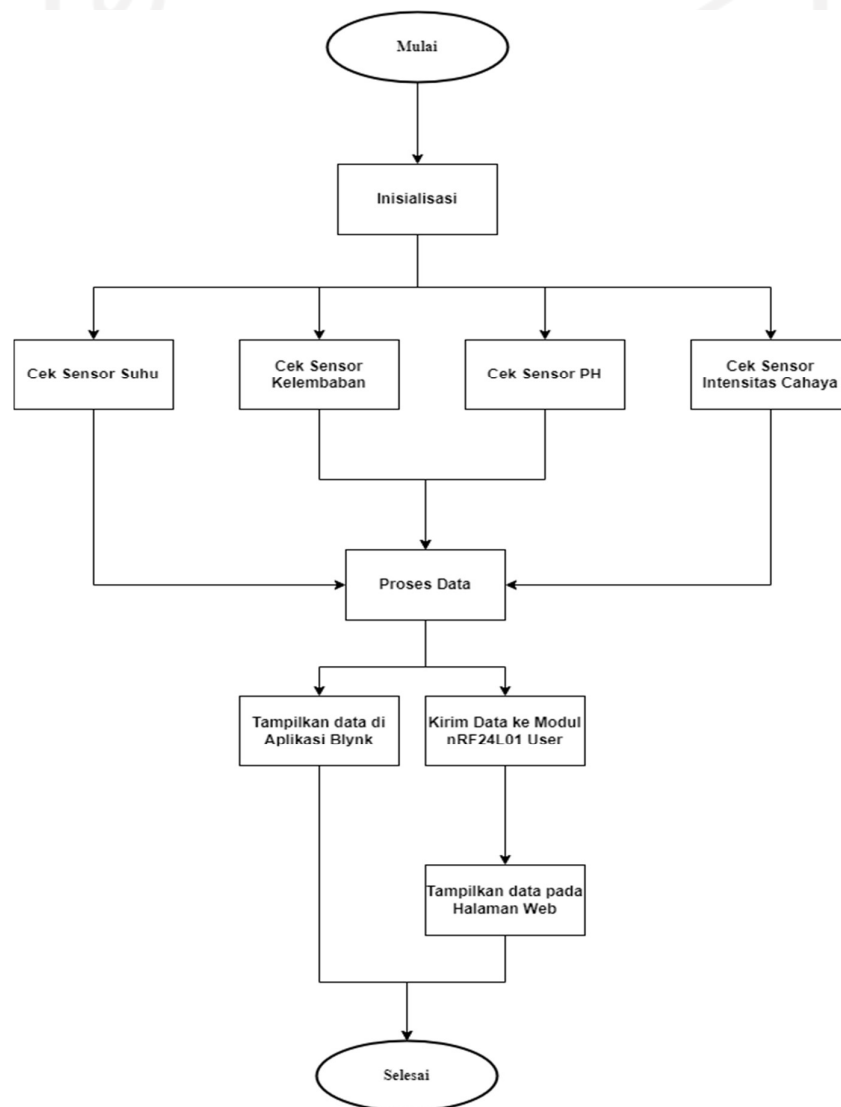 Mulai
Inisialisasi
Cek Sensor Suhu
Cek Sensor
Kelembaban
Cek Sensor PH
Cek Sensor
Intensitas Cahaya
Proses Data
Tampilkan data di
Aplikasi Blynk
Kirim Data ke Modul
nRF24L01 User
Tampilkan data pada
Halaman Web
Selesai